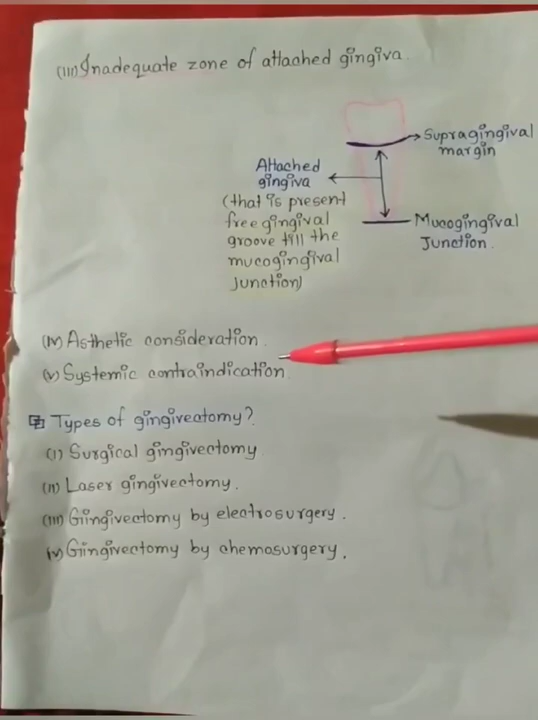 (III) Inadequate zone of attached gingiva.
Supragingival
margin
Attached
gingiva
(that is present
free gingival
groove till the
mucogingival
junction)
Mucogingival
Junction.
(IV) Asthetic consideration.
(V) Systemic contraindication.
Types of gingivectomy?
(I) Surgical gingivectomy
(II) Laser gingivectomy.
(III) Giingivectomy by electrosurgery.
(IV) Giingivectomy by chemosurgery.